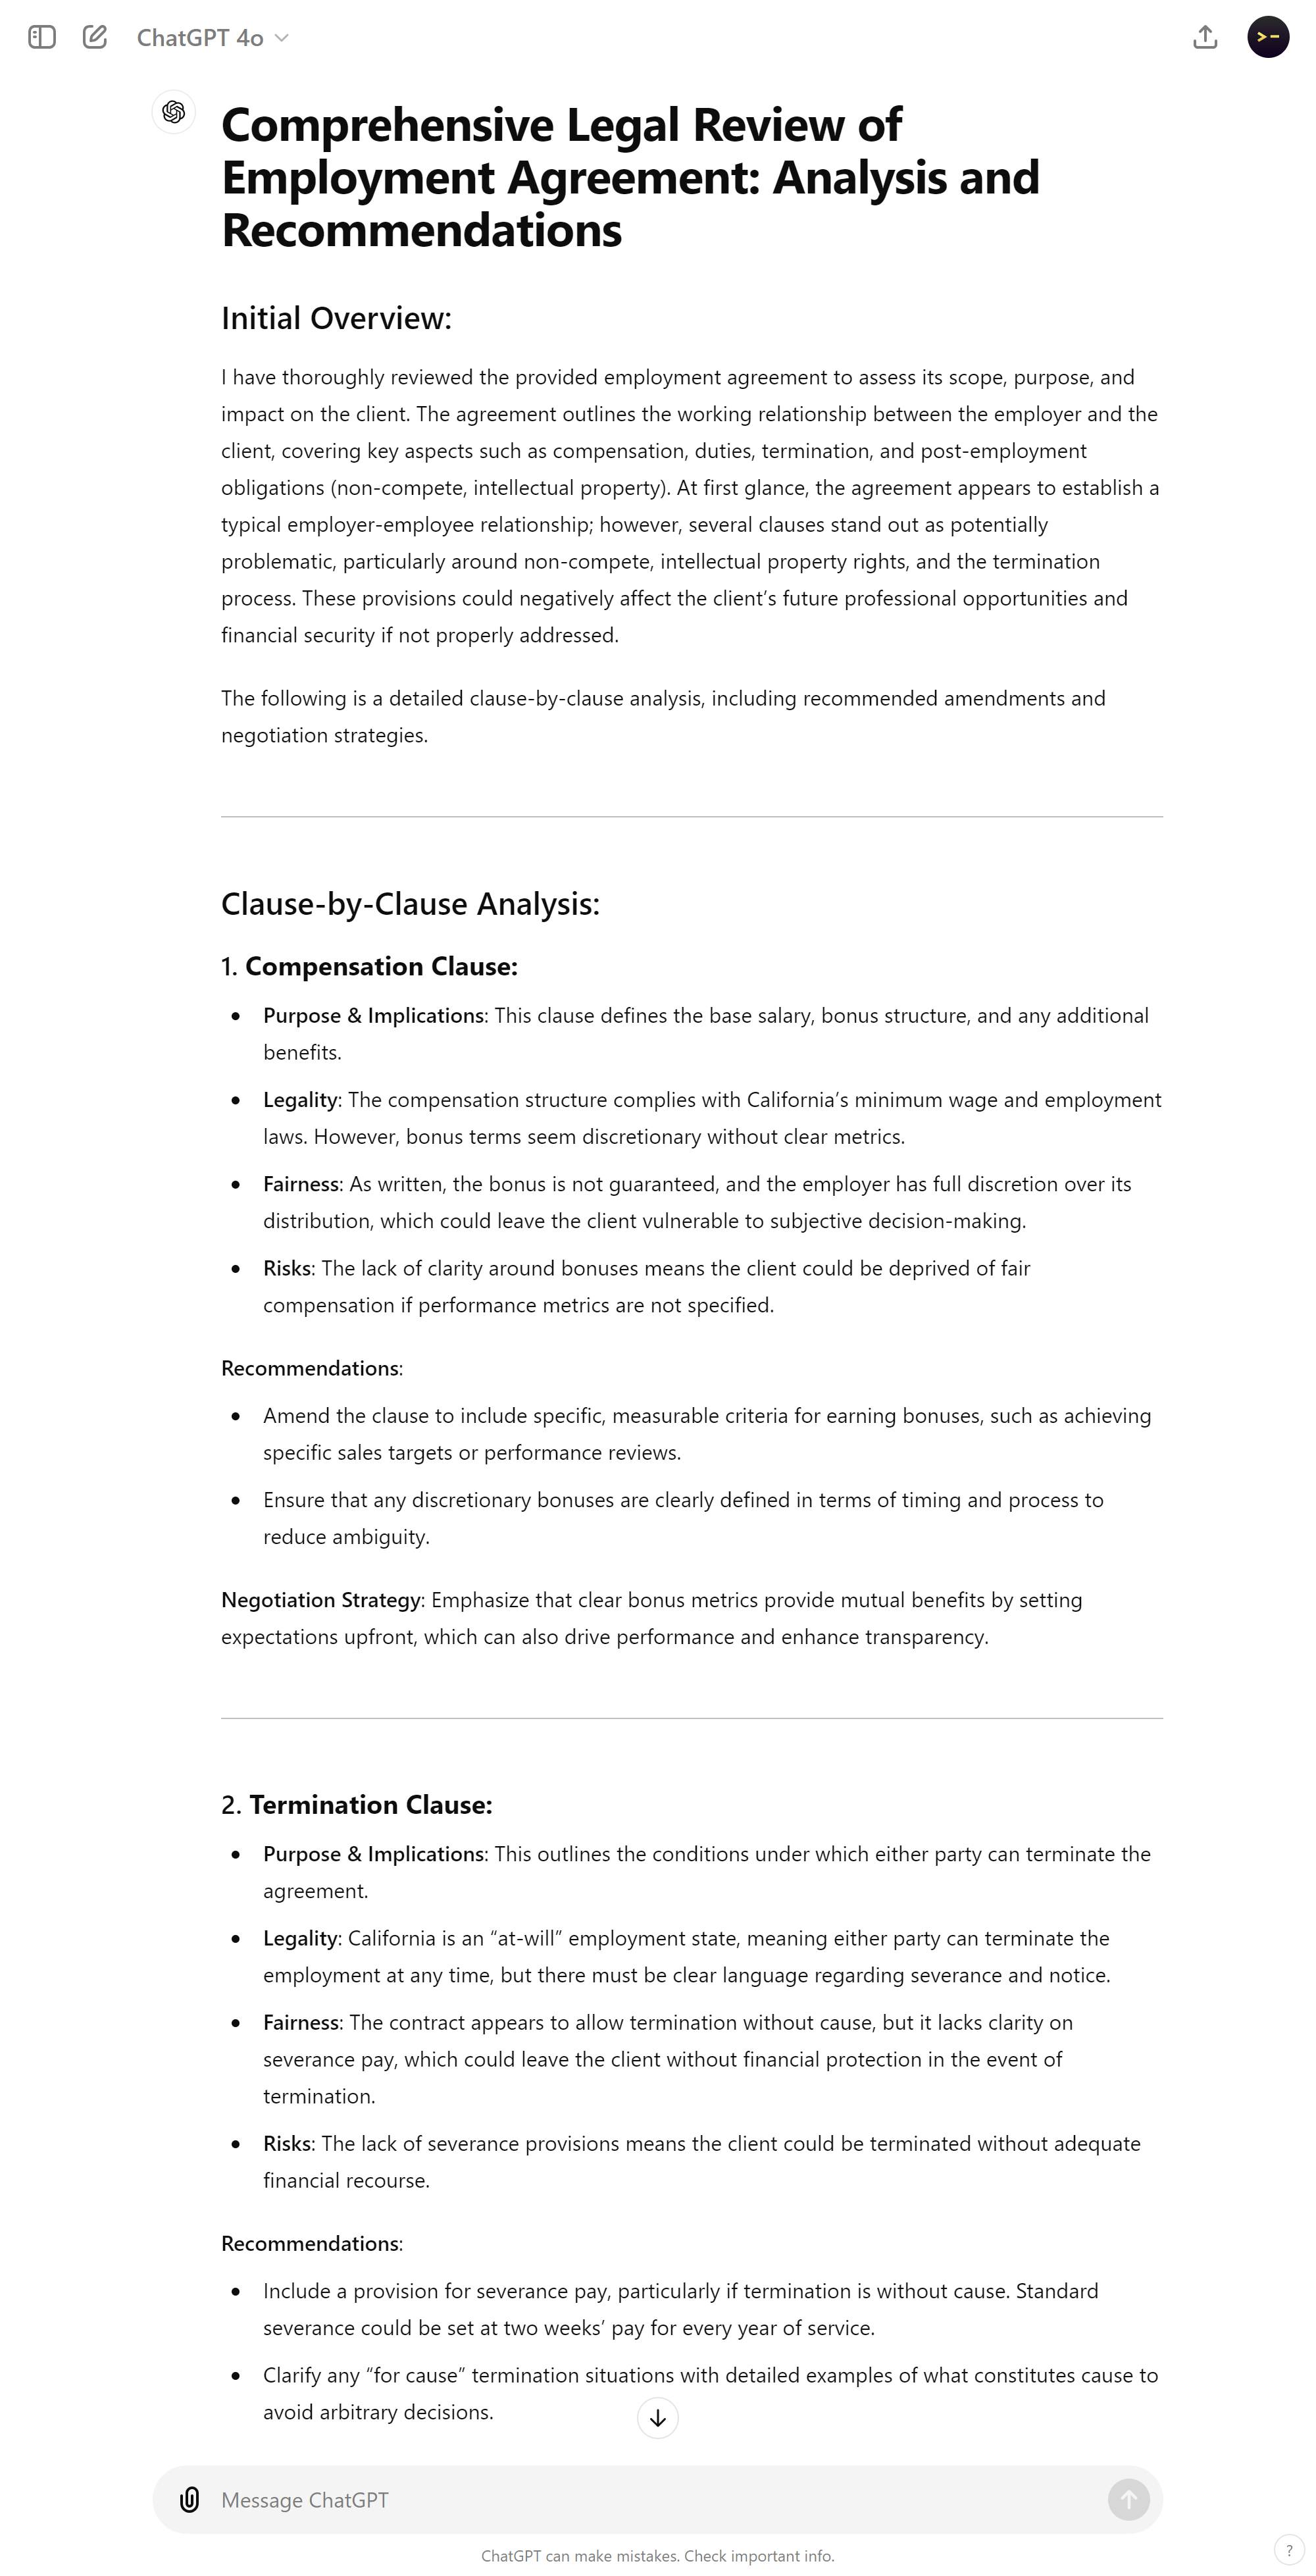 ChatGPT 4o
>-
Comprehensive Legal Review of
Employment Agreement: Analysis and
Recommendations
Initial Overview:
I have thoroughly reviewed the provided employment agreement to assess its scope, purpose, and
impact on the client. The agreement outlines the working relationship between the employer and the
client, covering key aspects such as compensation, duties, termination, and post-employment
obligations (non-compete, intellectual property). At first glance, the agreement appears to establish a
typical employer-employee relationship; however, several clauses stand out as potentially
problematic, particularly around non-compete, intellectual property rights, and the termination
process. These provisions could negatively affect the client’s future professional opportunities and
financial security if not properly addressed.
The following is a detailed clause-by-clause analysis, including recommended amendments and
negotiation strategies.
Clause-by-Clause Analysis:
1. Compensation Clause:
• Purpose & Implications: This clause defines the base salary, bonus structure, and any additional
benefits.
• Legality: The compensation structure complies with California’s minimum wage and employment
laws. However, bonus terms seem discretionary without clear metrics.
• Fairness: As written, the bonus is not guaranteed, and the employer has full discretion over its
distribution, which could leave the client vulnerable to subjective decision-making.
• Risks: The lack of clarity around bonuses means the client could be deprived of fair
compensation if performance metrics are not specified.
Recommendations:
• Amend the clause to include specific, measurable criteria for earning bonuses, such as achieving
specific sales targets or performance reviews.
• Ensure that any discretionary bonuses are clearly defined in terms of timing and process to
reduce ambiguity.
Negotiation Strategy: Emphasize that clear bonus metrics provide mutual benefits by setting
expectations upfront, which can also drive performance and enhance transparency.
2. Termination Clause:
• Purpose & Implications: This outlines the conditions under which either party can terminate the
agreement.
• Legality: California is an “at-will” employment state, meaning either party can terminate the
employment at any time, but there must be clear language regarding severance and notice.
• Fairness: The contract appears to allow termination without cause, but it lacks clarity on
severance pay, which could leave the client without financial protection in the event of
termination.
• Risks: The lack of severance provisions means the client could be terminated without adequate
financial recourse.
Recommendations:
• Include a provision for severance pay, particularly if termination is without cause. Standard
severance could be set at two weeks’ pay for every year of service.
• Clarify any “for cause” termination situations with detailed examples of what constitutes cause to
avoid arbitrary decisions.
Message ChatGPT
ChatGPT can make mistakes. Check important info.
?